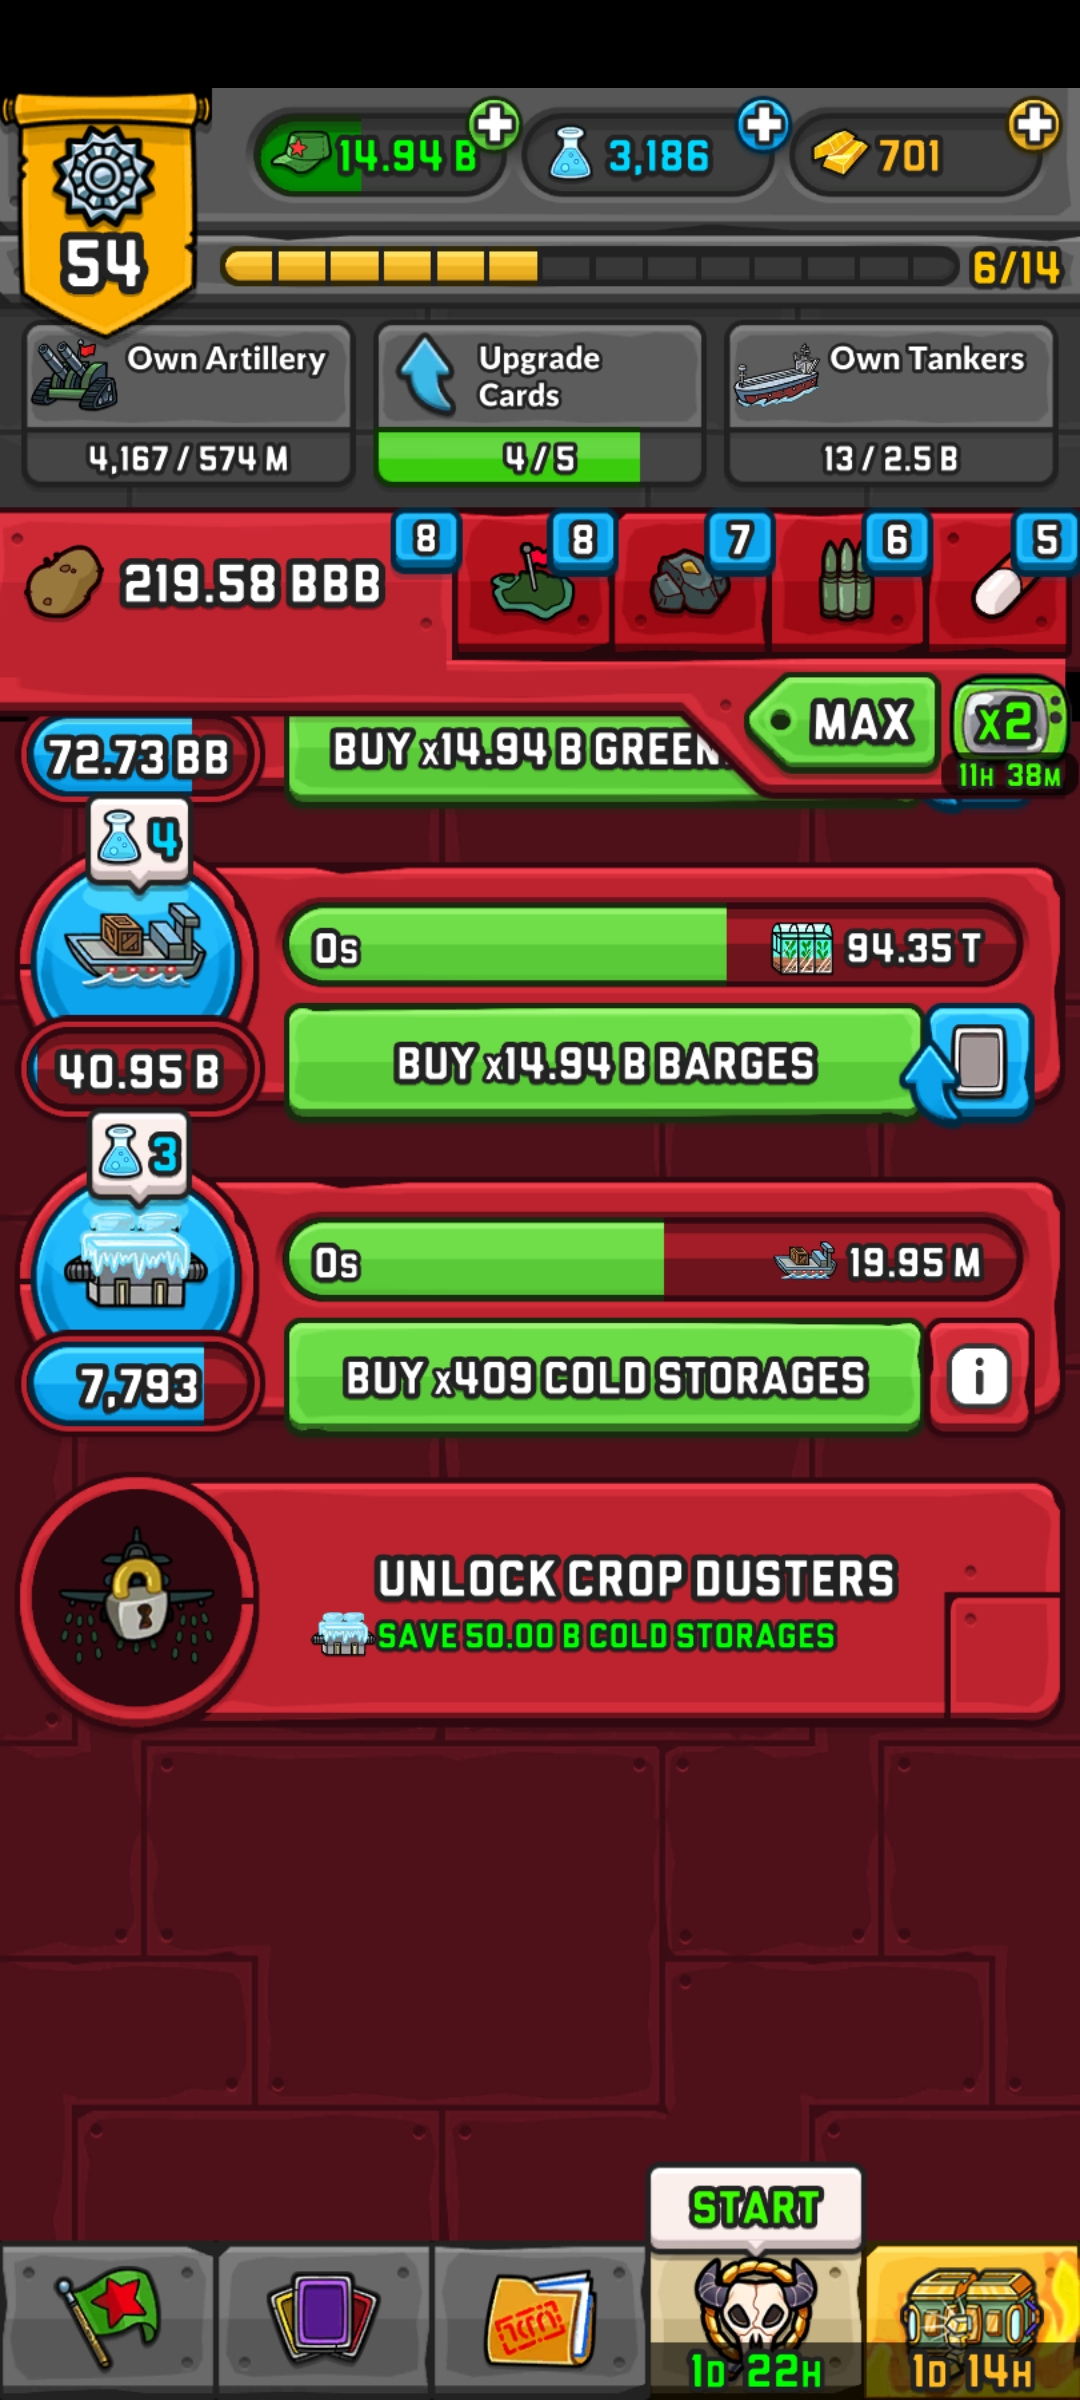 14.94 B
3,186
701
54
6/14
Own Artillery
4,167 / 574 M
Upgrade
Cards
4 / 5
Own Tankers
13 / 2.5 B
219.58 BBB
8
8
7
6
5
MAX
x2
11H 38M
72.73 BB
BUY x14.94 B GREEN
4
0s
94.35 T
40.95 B
BUY x14.94 B BARGES
3
0s
19.95 M
7,793
BUY x409 COLD STORAGES
i
UNLOCK CROP DUSTERS
SAVE 50.00 B COLD STORAGES
START
1D 22H
1D 14H